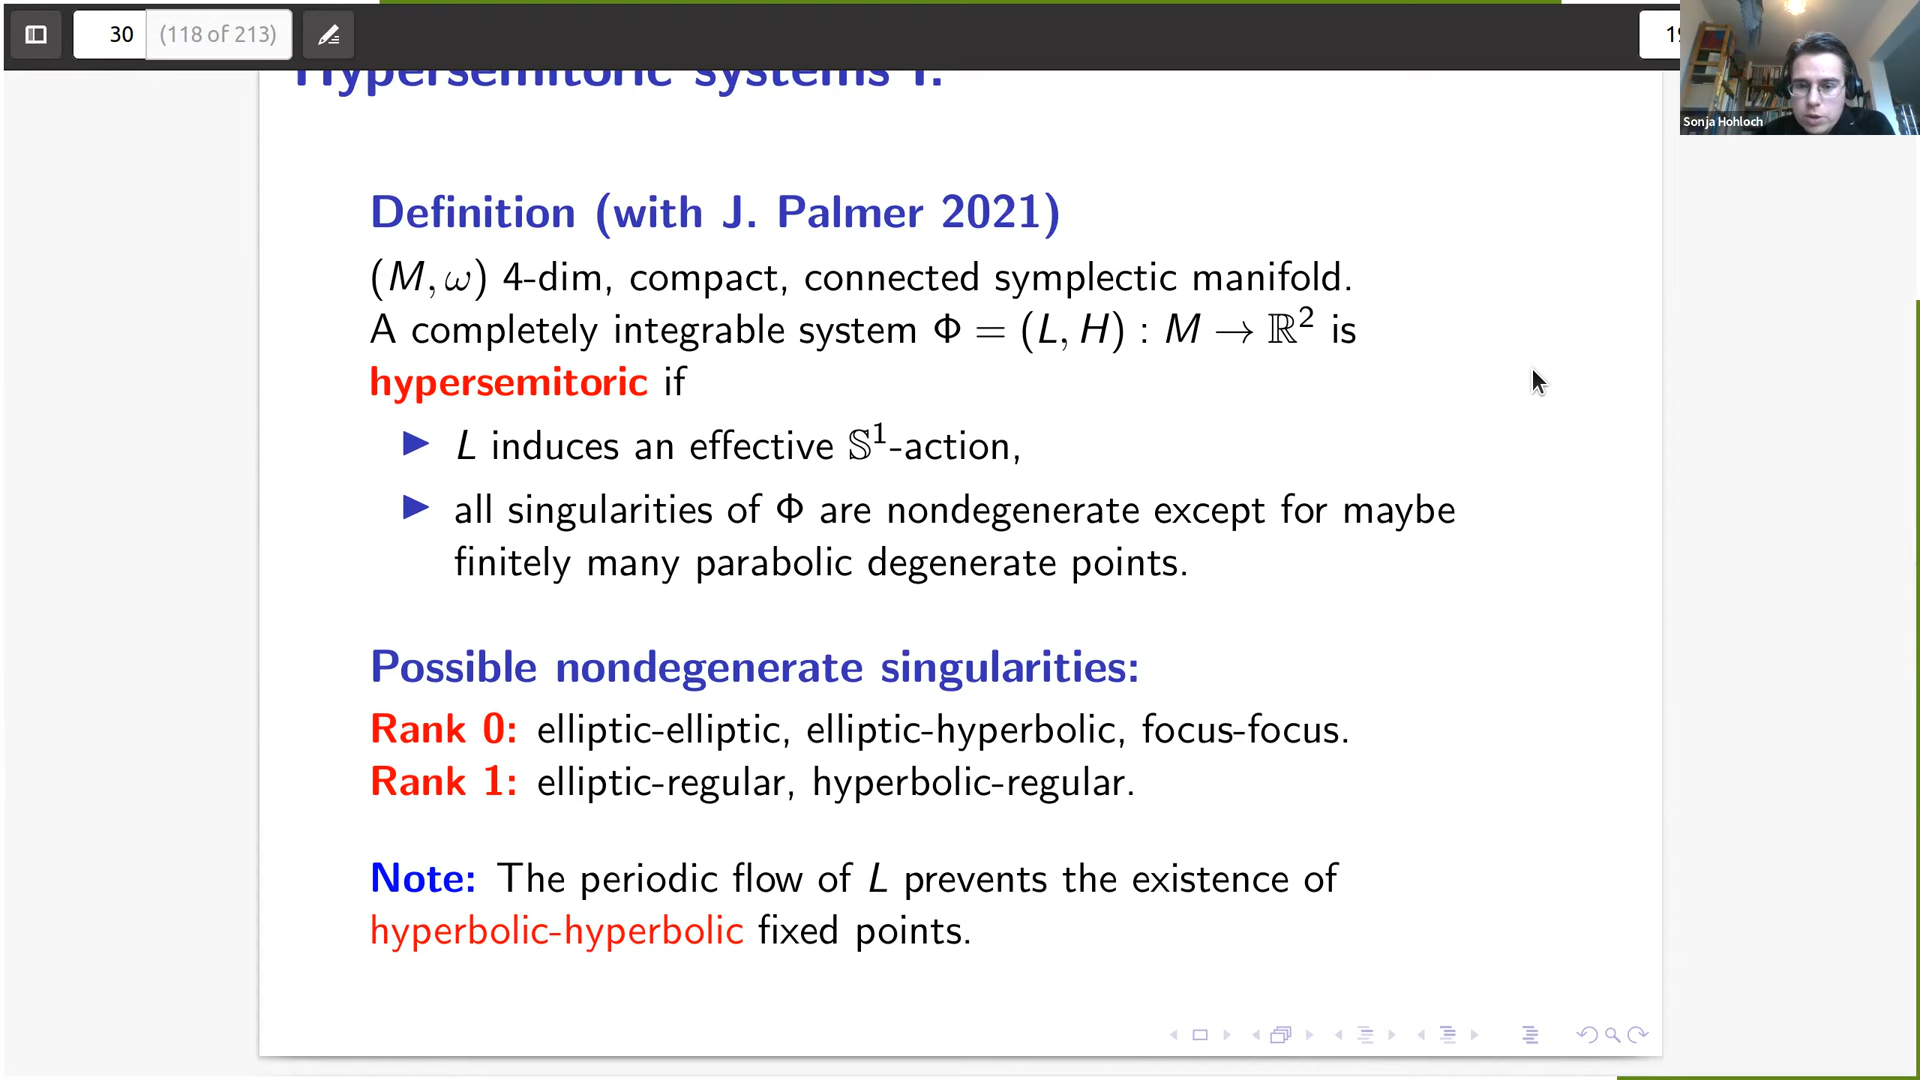 30 (118 of 213)
Hypersemitoric systems I:
Sonja Hohloch
Definition (with J. Palmer 2021)
(M, ω) 4-dim, compact, connected symplectic manifold.
A completely integrable system Φ = (L, H) : M → ℝ² is
hypersemitoric if
▶ L induces an effective 𝕊¹-action,
▶ all singularities of Φ are nondegenerate except for maybe
finitely many parabolic degenerate points.
Possible nondegenerate singularities:
Rank 0: elliptic-elliptic, elliptic-hyperbolic, focus-focus.
Rank 1: elliptic-regular, hyperbolic-regular.
Note: The periodic flow of L prevents the existence of
hyperbolic-hyperbolic fixed points.